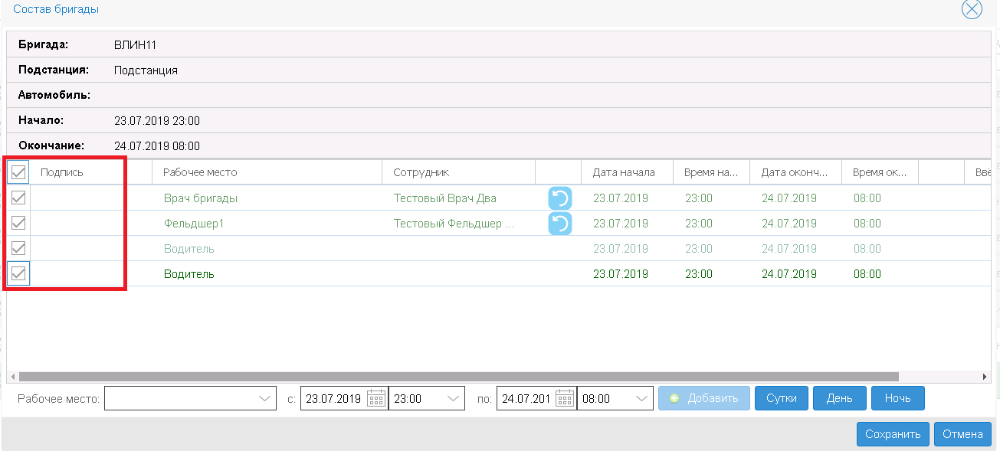 Состав бригады
Бригада: ВЛИН11
Подстанция: Подстанция
Автомобиль:
Начало: 23.07.2019 23:00
Окончание: 24.07.2019 08:00
Подпись Рабочее место Сотрудник Дата начала Время на... Дата оконч... Время ок... Ввё
Врач бригады Тестовый Врач Два 23.07.2019 23:00 24.07.2019 08:00
Фельдшер1 Тестовый Фельдшер ... 23.07.2019 23:00 24.07.2019 08:00
Водитель 23.07.2019 23:00 24.07.2019 08:00
Водитель 23.07.2019 23:00 24.07.2019 08:00
Рабочее место: с: 23.07.2019 23:00 по: 24.07.201 08:00 Добавить Сутки День Ночь
Сохранить Отмена